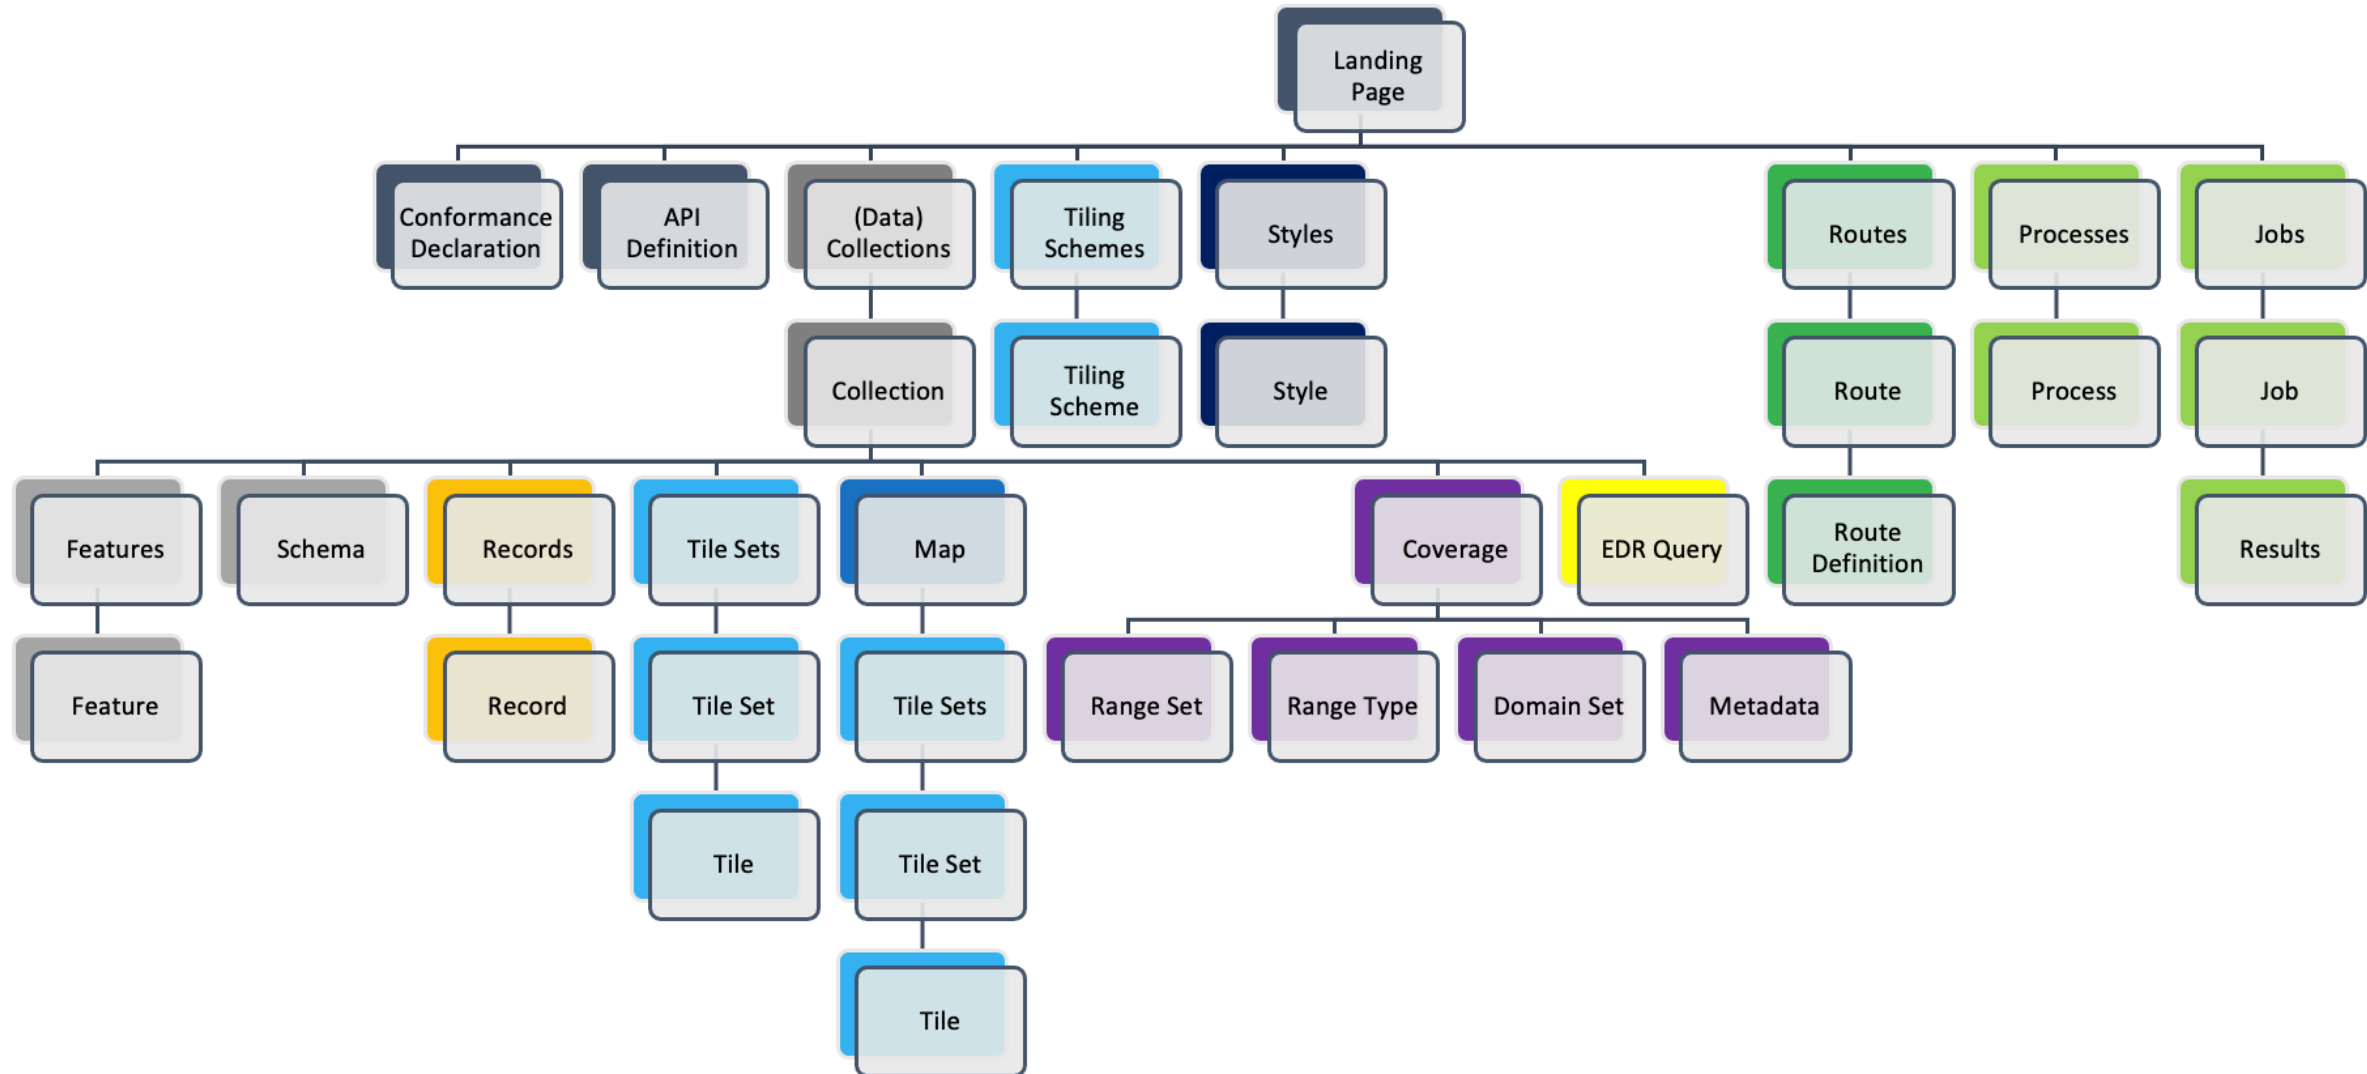 Landing
Page
Conformance
Declaration
API
Definition
(Data)
Collections
Tiling
Schemes
Styles
Routes
Processes
Jobs
Collection
Tiling
Scheme
Style
Route
Process
Job
Features
Schema
Records
Tile Sets
Map
Coverage
EDR Query
Route
Definition
Results
Feature
Record
Tile Set
Tile Sets
Range Set
Range Type
Domain Set
Metadata
Tile
Tile Set
Tile